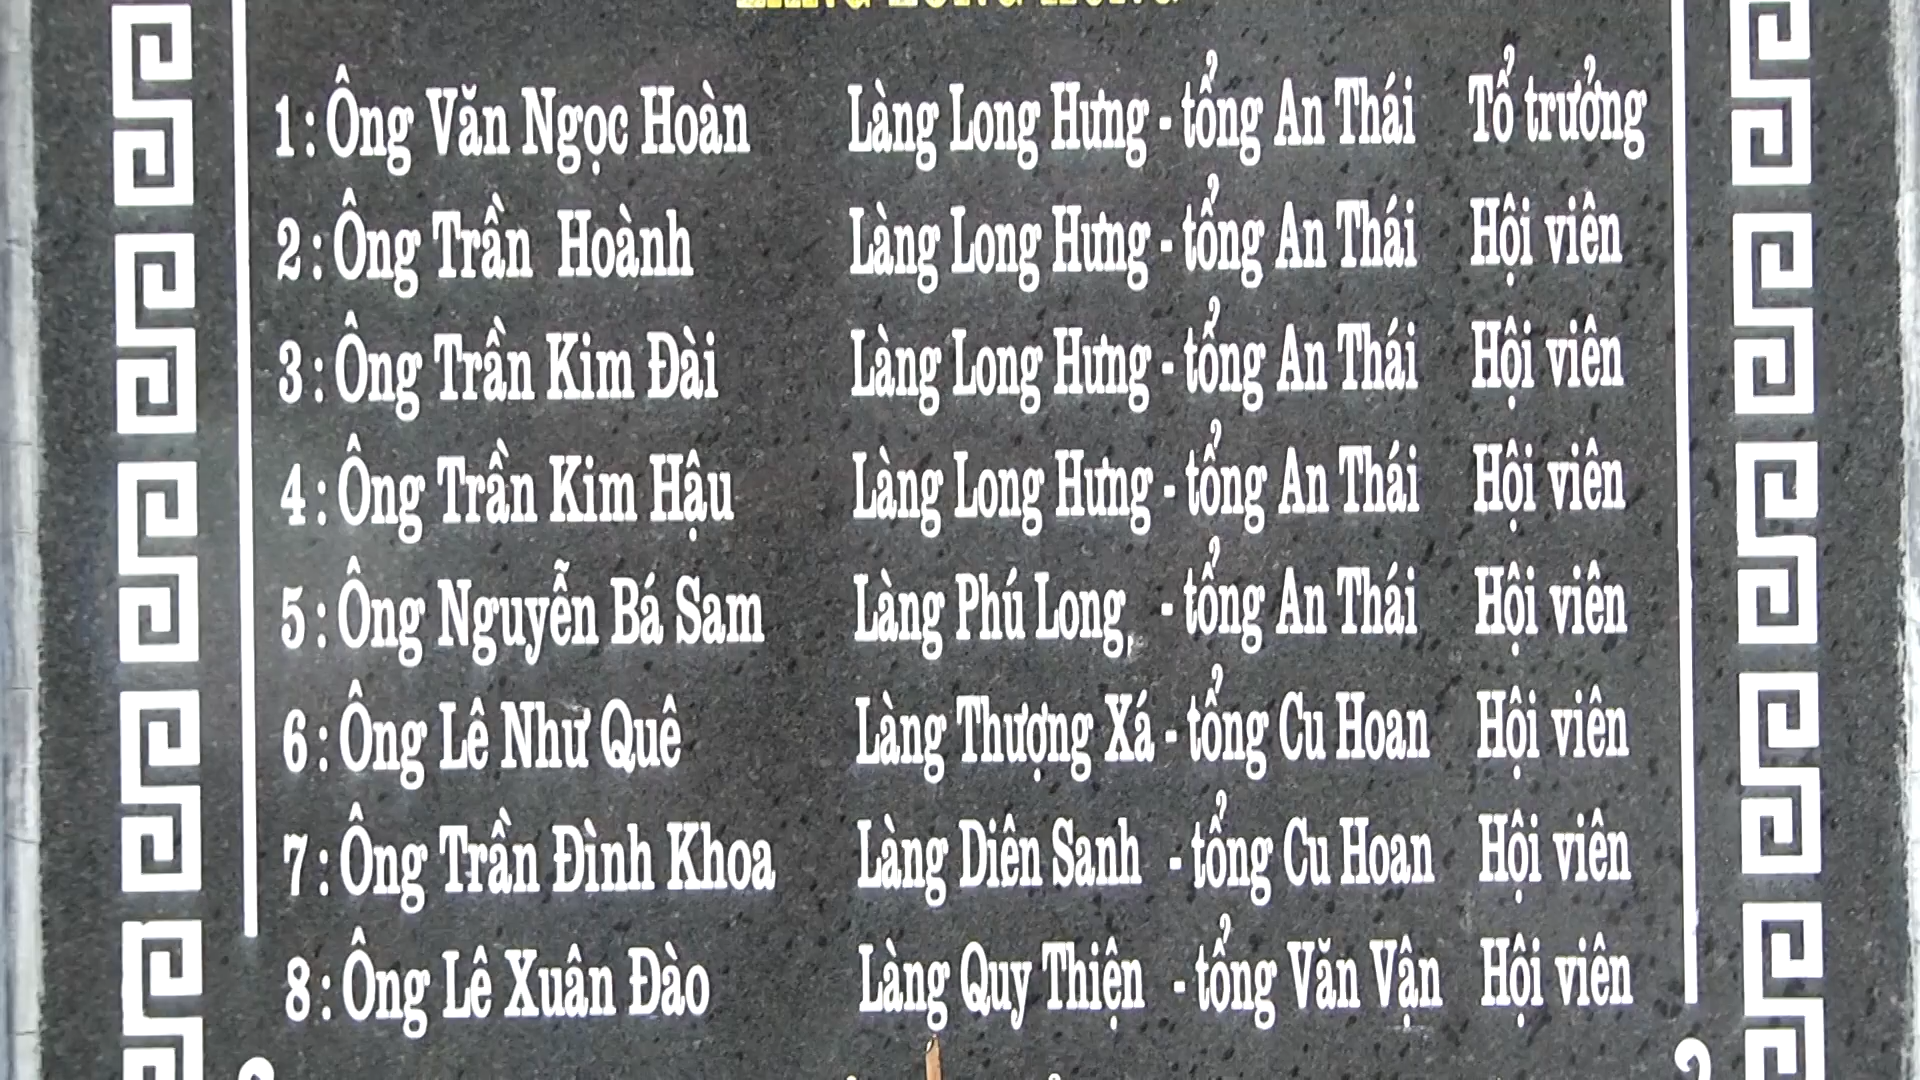 1 : Ông Văn Ngọc Hoàn Làng Long Hưng - tổng An Thái Tổ trưởng
2 : Ông Trần Hoành Làng Long Hưng - tổng An Thái Hội viên
3 : Ông Trần Kim Đài Làng Long Hưng - tổng An Thái Hội viên
4 : Ông Trần Kim Hậu Làng Long Hưng - tổng An Thái Hội viên
5 : Ông Nguyễn Bá Sam Làng Phú Long, - tổng An Thái Hội viên
6 : Ông Lê Như Quê Làng Thượng Xá - tổng Cu Hoan Hội viên
7 : Ông Trần Đình Khoa Làng Diên Sanh - tổng Cu Hoan Hội viên
8 : Ông Lê Xuân Đào Làng Quy Thiện - tổng Văn Vận Hội viên